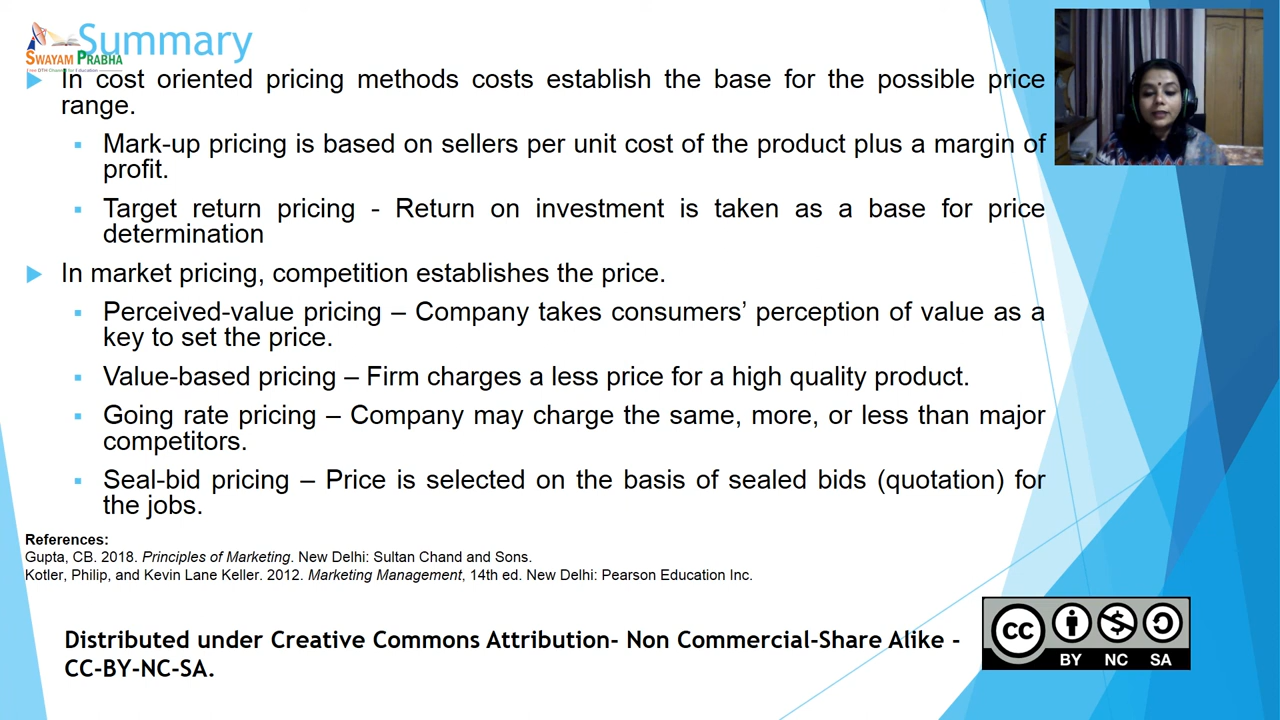 Summary
SWAYAM PRABHA
In cost oriented pricing methods costs establish the base for the possible price
range.
Mark-up pricing is based on sellers per unit cost of the product plus a margin of
profit.
Target return pricing - Return on investment is taken as a base for price
determination
In market pricing, competition establishes the price.
Perceived-value pricing – Company takes consumers’ perception of value as a
key to set the price.
Value-based pricing – Firm charges a less price for a high quality product.
Going rate pricing – Company may charge the same, more, or less than major
competitors.
Seal-bid pricing – Price is selected on the basis of sealed bids (quotation) for
the jobs.
References:
Gupta, CB. 2018. Principles of Marketing. New Delhi: Sultan Chand and Sons.
Kotler, Philip, and Kevin Lane Keller. 2012. Marketing Management, 14th ed. New Delhi: Pearson Education Inc.
Distributed under Creative Commons Attribution- Non Commercial-Share Alike -
CC-BY-NC-SA.
cc
BY NC SA